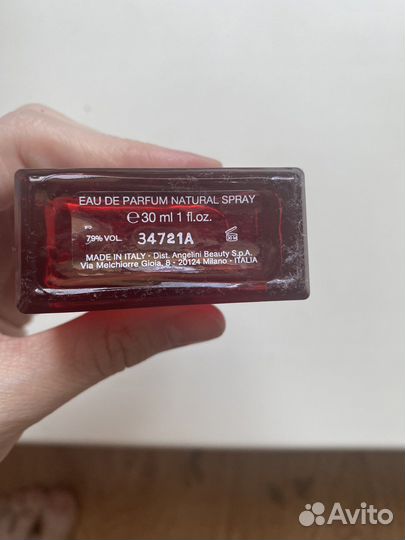 EAU DE PARFUM NATURAL SPRAY
℮ 30 ml 1 fl.oz.
79% VOL. 34721A
MADE IN ITALY - Dist. Angelini Beauty S.p.A.
Via Melchiorre Gioia, 8 - 20124 Milano - ITALIA
Avito